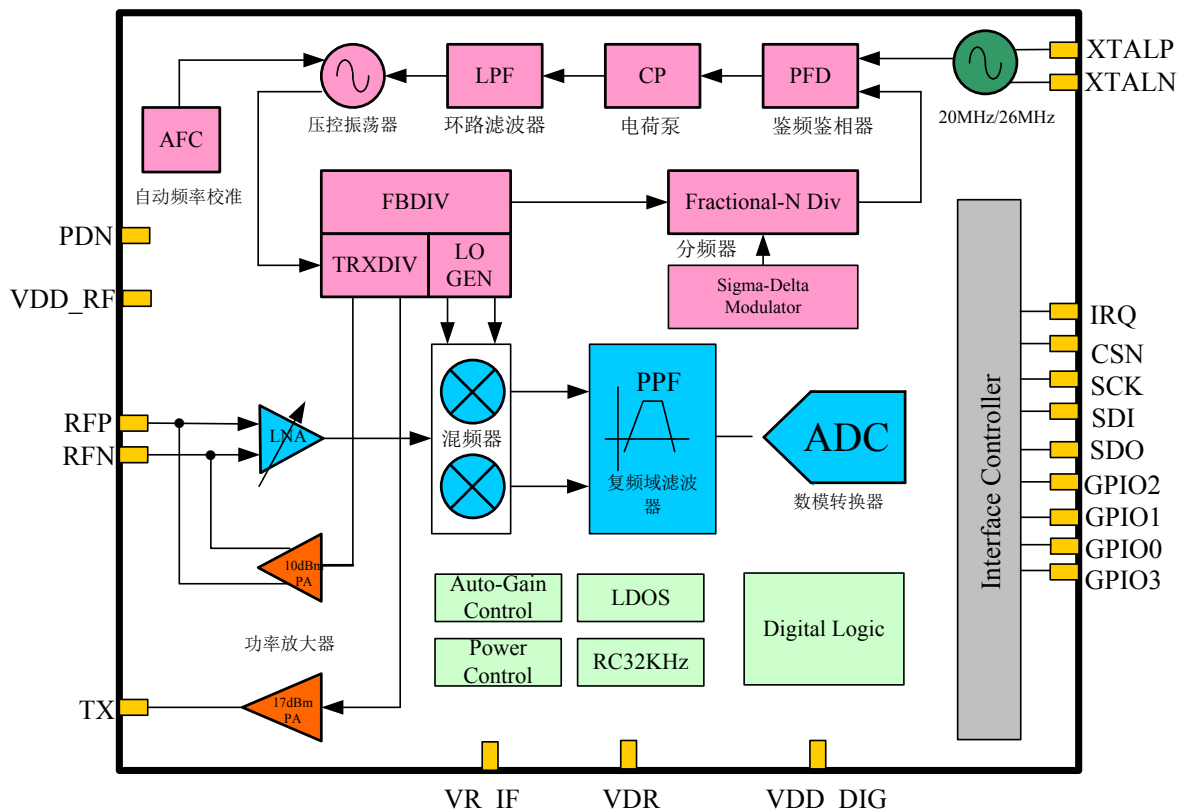 XTALP
XTALN
20MHz/26MHz
PFD
鉴频鉴相器
CP
电荷泵
LPF
环路滤波器
压控振荡器
AFC
自动频率校准
FBDIV
TRXDIV
LO
GEN
Fractional-N Div
分频器
Sigma-Delta
Modulator
PDN
VDD_RF
RFP
RFN
LNA
混频器
PPF
复频域滤波
器
ADC
数模转换器
10dBm
PA
功率放大器
17dBm
PA
TX
Auto-Gain
Control
LDOS
Power
Control
RC32KHz
Digital Logic
Interface Controller
IRQ
CSN
SCK
SDI
SDO
GPIO2
GPIO1
GPIO0
GPIO3
VR_IF
VDR
VDD_DIG